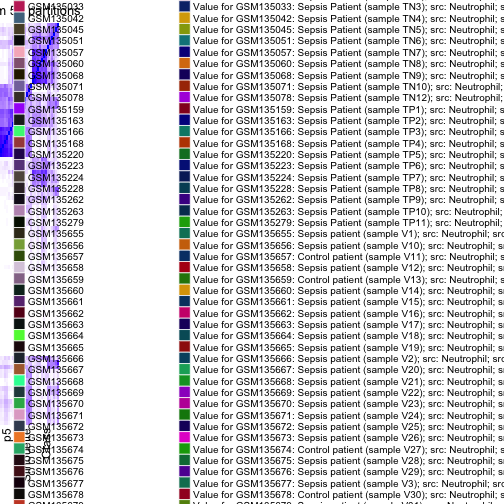 m 5 partitions
GSM135033 Value for GSM135033: Sepsis patient (sample TN3); src: Neutrophil; s
GSM135042 Value for GSM135042: Sepsis patient (sample TN4); src: Neutrophil; s
GSM135045 Value for GSM135045: Sepsis patient (sample TN5); src: Neutrophil; s
GSM135051 Value for GSM135051: Sepsis patient (sample TN6); src: Neutrophil; s
GSM135057 Value for GSM135057: Sepsis patient (sample TN7); src: Neutrophil; s
GSM135060 Value for GSM135060: Sepsis patient (sample TN8); src: Neutrophil; s
GSM135068 Value for GSM135068: Sepsis patient (sample TN9); src: Neutrophil; s
GSM135071 Value for GSM135071: Sepsis patient (sample TN10); src: Neutrophil;
GSM135078 Value for GSM135078: Sepsis patient (sample TN12); src: Neutrophil;
GSM135159 Value for GSM135159: Sepsis patient (sample TP1); src: Neutrophil; s
GSM135163 Value for GSM135163: Sepsis patient (sample TP2); src: Neutrophil; s
GSM135166 Value for GSM135166: Sepsis patient (sample TP3); src: Neutrophil; s
GSM135168 Value for GSM135168: Sepsis patient (sample TP4); src: Neutrophil; s
GSM135220 Value for GSM135220: Sepsis patient (sample TP5); src: Neutrophil; s
GSM135223 Value for GSM135223: Sepsis patient (sample TP6); src: Neutrophil; s
GSM135224 Value for GSM135224: Sepsis patient (sample TP7); src: Neutrophil; s
GSM135228 Value for GSM135228: Sepsis patient (sample TP8); src: Neutrophil; s
GSM135262 Value for GSM135262: Sepsis patient (sample TP9); src: Neutrophil; s
GSM135263 Value for GSM135263: Sepsis patient (sample TP10); src: Neutrophil; s
GSM135279 Value for GSM135279: Sepsis patient (sample TP11); src: Neutrophil; s
GSM135655 Value for GSM135655: Sepsis patient (sample V1); src: Neutrophil; src
GSM135656 Value for GSM135656: Sepsis patient (sample V10); src: Neutrophil; s
GSM135657 Value for GSM135657: Control patient (sample V11); src: Neutrophil; s
GSM135658 Value for GSM135658: Sepsis patient (sample V12); src: Neutrophil; s
GSM135659 Value for GSM135659: Control patient (sample V13); src: Neutrophil; s
GSM135660 Value for GSM135660: Sepsis patient (sample V14); src: Neutrophil; s
GSM135661 Value for GSM135661: Sepsis patient (sample V15); src: Neutrophil; s
GSM135662 Value for GSM135662: Sepsis patient (sample V16); src: Neutrophil; s
GSM135663 Value for GSM135663: Sepsis patient (sample V17); src: Neutrophil; s
GSM135664 Value for GSM135664: Sepsis patient (sample V18); src: Neutrophil; s
GSM135665 Value for GSM135665: Sepsis patient (sample V19); src: Neutrophil; s
GSM135666 Value for GSM135666: Sepsis patient (sample V2); src: Neutrophil; src
GSM135667 Value for GSM135667: Sepsis patient (sample V20); src: Neutrophil; s
GSM135668 Value for GSM135668: Sepsis patient (sample V21); src: Neutrophil; s
GSM135669 Value for GSM135669: Sepsis patient (sample V22); src: Neutrophil; s
GSM135670 Value for GSM135670: Sepsis patient (sample V23); src: Neutrophil; s
GSM135671 Value for GSM135671: Sepsis patient (sample V24); src: Neutrophil; s
GSM135672 Value for GSM135672: Sepsis patient (sample V25); src: Neutrophil; s
GSM135673 Value for GSM135673: Sepsis patient (sample V26); src: Neutrophil; s
GSM135674 Value for GSM135674: Control patient (sample V27); src: Neutrophil; s
GSM135675 Value for GSM135675: Sepsis patient (sample V28); src: Neutrophil; s
GSM135676 Value for GSM135676: Sepsis patient (sample V29); src: Neutrophil; s
GSM135677 Value for GSM135677: Sepsis patient (sample V3); src: Neutrophil; src
GSM135678 Value for GSM135678: Control patient (sample V30); src: Neutrophil; s
p5